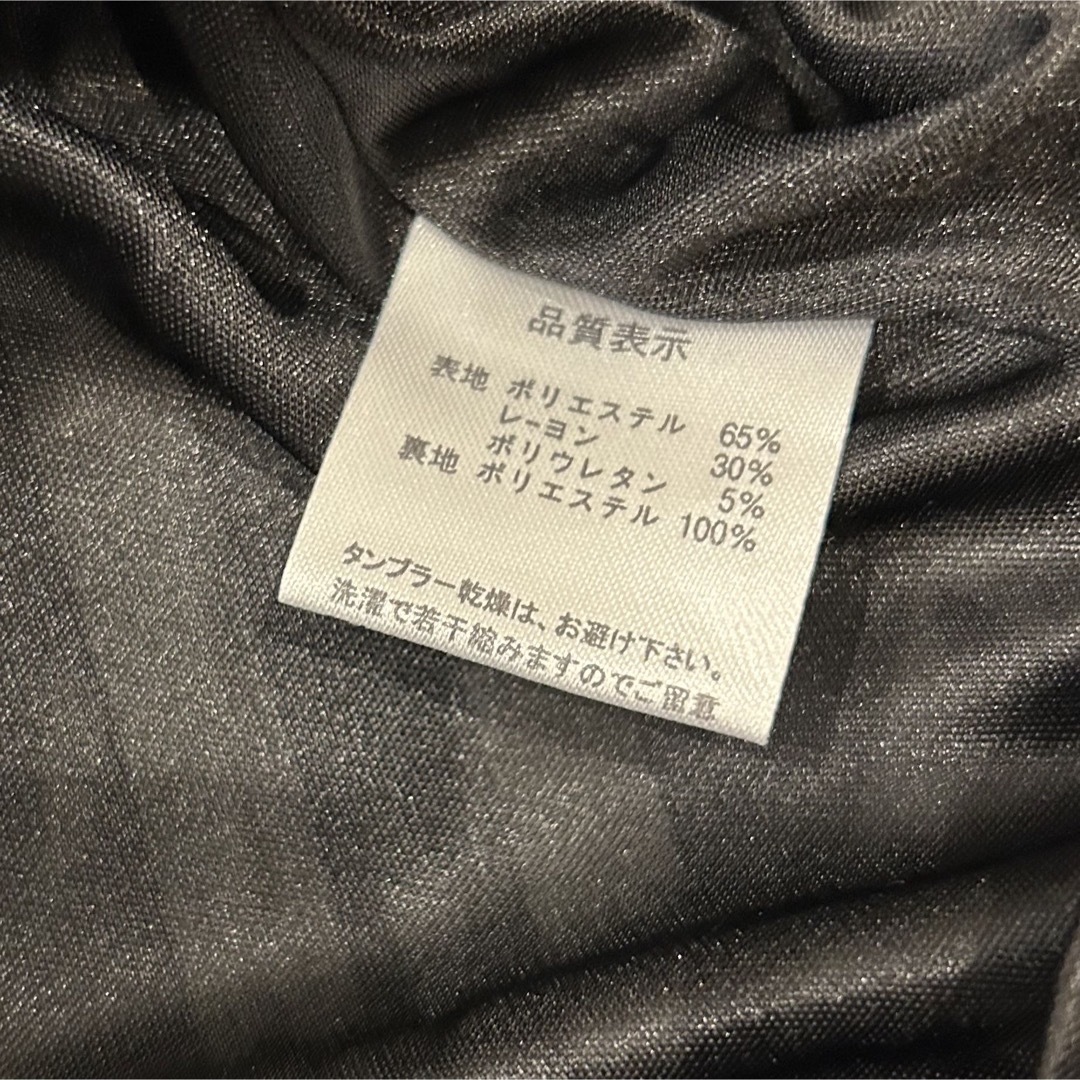 品質表示
表地 ポリエステル 65%
レーヨン 30%
ポリウレタン 5%
裏地 ポリエステル 100%
タンブラー乾燥は、お避け下さい。
洗濯で若干縮みますのでご留意